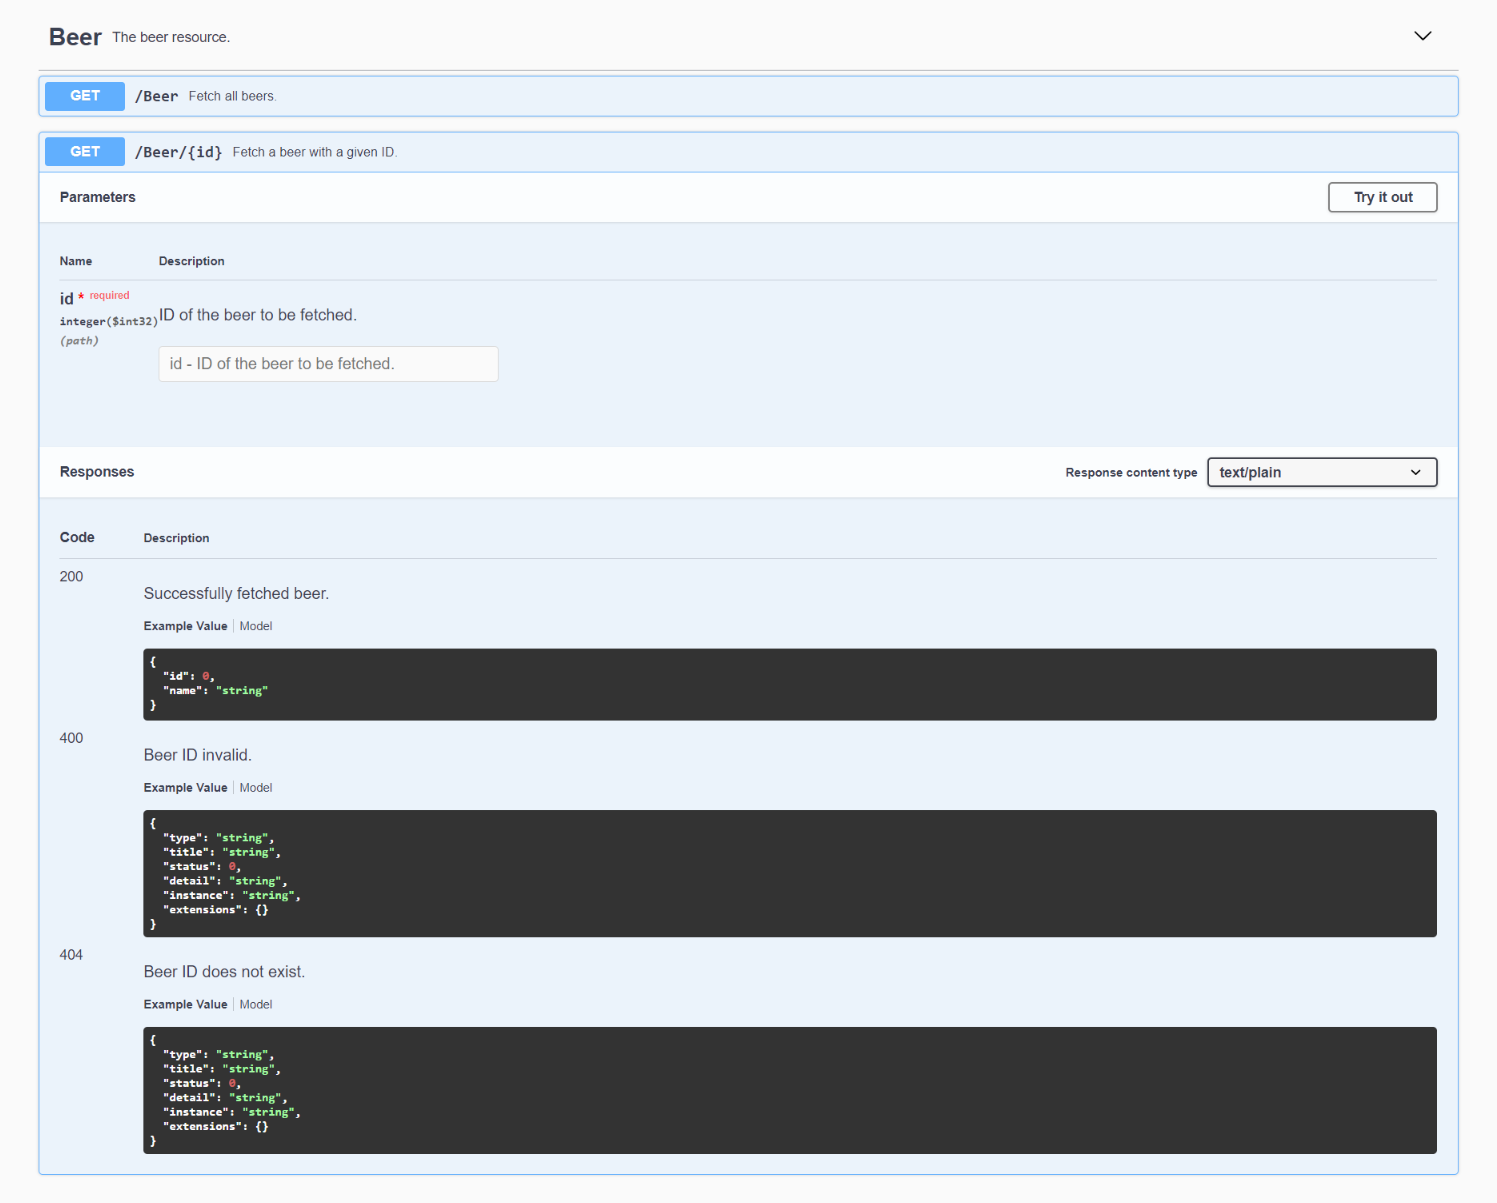 Beer The beer resource.
GET /Beer Fetch all beers.
GET /Beer/{id} Fetch a beer with a given ID.
Parameters Try it out
Name Description
id * required
integer($int32) ID of the beer to be fetched.
(path)
id - ID of the beer to be fetched.
Responses Response content type text/plain
Code Description
200
Successfully fetched beer.
Example Value Model
{
"id": 0,
"name": "string"
}
400
Beer ID invalid.
Example Value Model
{
"type": "string",
"title": "string",
"status": 0,
"detail": "string",
"instance": "string",
"extensions": {}
}
404
Beer ID does not exist.
Example Value Model
{
"type": "string",
"title": "string",
"status": 0,
"detail": "string",
"instance": "string",
"extensions": {}
}